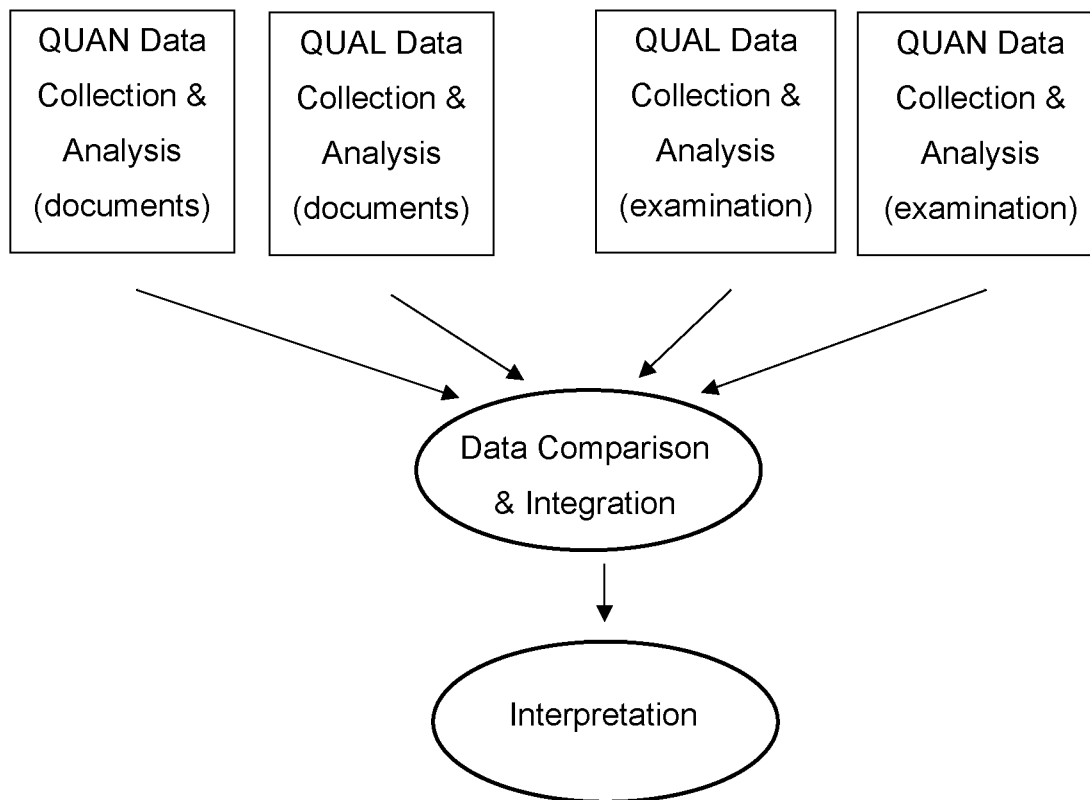 QUAN Data
Collection &
Analysis
(documents)
QUAL Data
Collection &
Analysis
(documents)
QUAL Data
Collection &
Analysis
(examination)
QUAN Data
Collection &
Analysis
(examination)
Data Comparison
& Integration
Interpretation